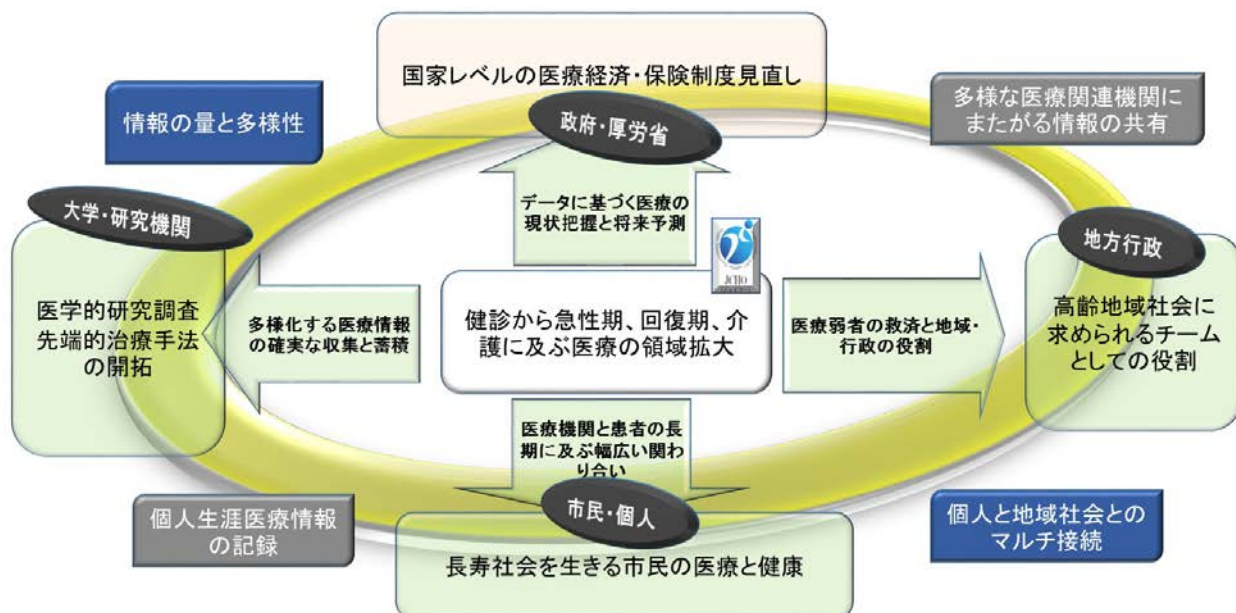 国家レベルの医療経済・保険制度見直し
政府・厚労省
情報の量と多様性
多様な医療関連機関に
またがる情報の共有
データに基づく医療の
現状把握と将来予測
大学・研究機関
医学的研究調査
先端的治療手法
の開拓
多様化する医療情報
の確実な収集と蓄積
JCHO
健診から急性期、回復期、介
護に及ぶ医療の領域拡大
医療弱者の救済と地域・
行政の役割
地方行政
高齢地域社会に
求められるチーム
としての役割
医療機関と患者の長
期に及ぶ幅広い関わ
り合い
市民・個人
長寿社会を生きる市民の医療と健康
個人生涯医療情報
の記録
個人と地域社会との
マルチ接続